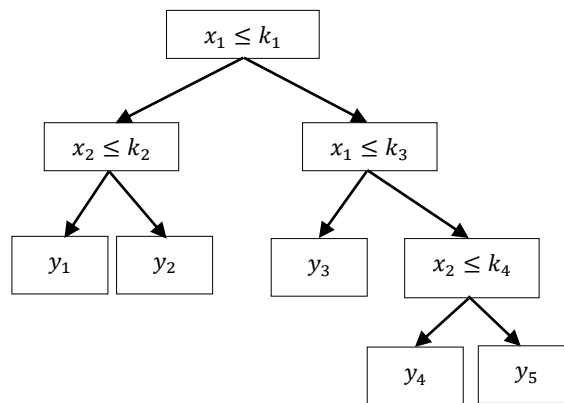 x₁ ≤ k₁
x₂ ≤ k₂
x₁ ≤ k₃
y₁
y₂
y₃
x₂ ≤ k₄
y₄
y₅